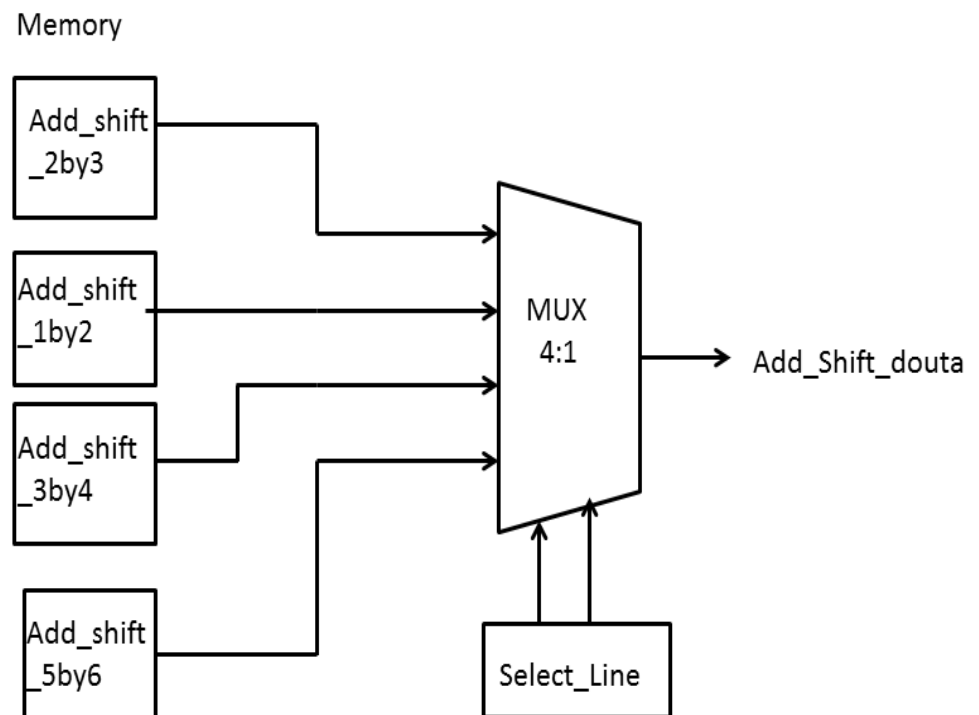 Memory
Add_shift
_2by3
Add_shift
_1by2
Add_shift
_3by4
Add_shift
_5by6
MUX
4:1
Add_Shift_douta
Select_Line